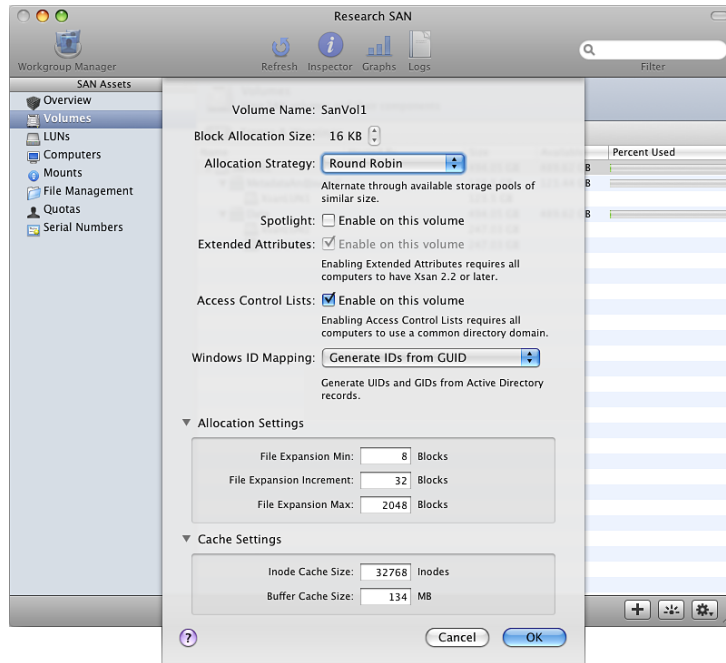 Research SAN
Workgroup Manager
Refresh Inspector Graphs Logs
Filter
SAN Assets
Overview
Volumes
LUNs
Computers
Mounts
File Management
Quotas
Serial Numbers
Percent Used
Volume Name: SanVol1
Block Allocation Size: 16 KB
Allocation Strategy: Round Robin
Alternate through available storage pools of
similar size.
Spotlight: Enable on this volume
Extended Attributes: Enable on this volume
Enabling Extended Attributes requires all
computers to have Xsan 2.2 or later.
Access Control Lists: Enable on this volume
Enabling Access Control Lists requires all
computers to use a common directory domain.
Windows ID Mapping: Generate IDs from GUID
Generate UIDs and GIDs from Active Directory
records.
Allocation Settings
File Expansion Min: 8 Blocks
File Expansion Increment: 32 Blocks
File Expansion Max: 2048 Blocks
Cache Settings
Inode Cache Size: 32768 Inodes
Buffer Cache Size: 134 MB
? Cancel OK